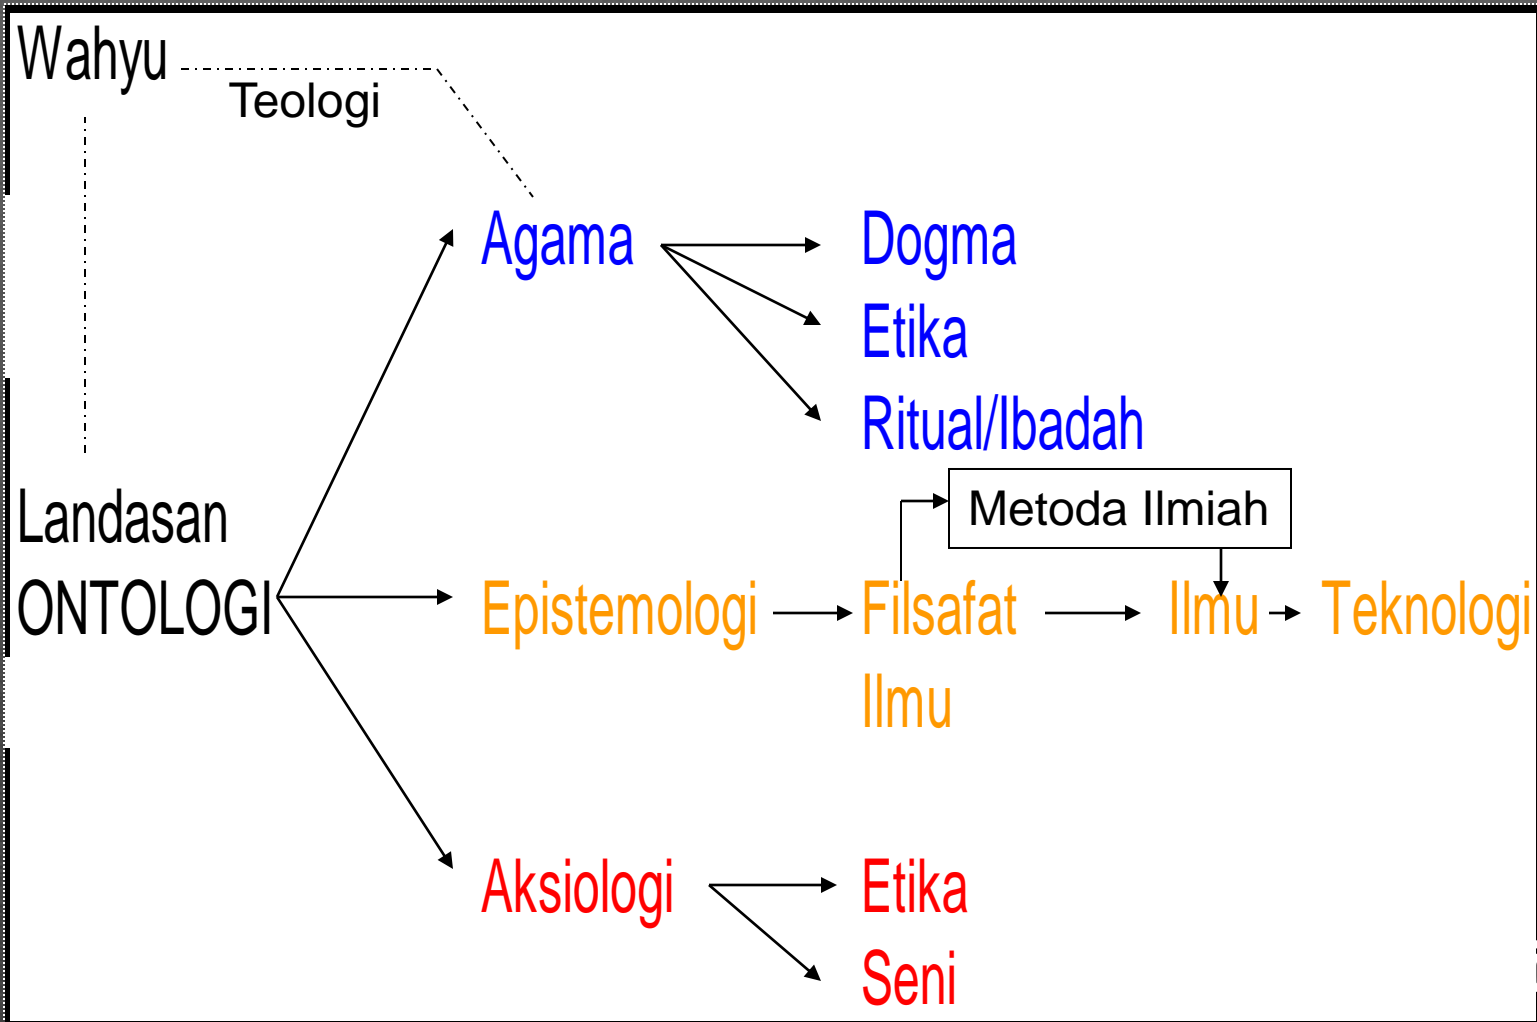 Wahyu
Teologi
Agama Dogma
Etika
Ritual/Ibadah
Landasan
Metoda Ilmiah
ONTOLOGI Epistemologi Filsafat Ilmu Teknologi
Ilmu
Aksiologi Etika
Seni